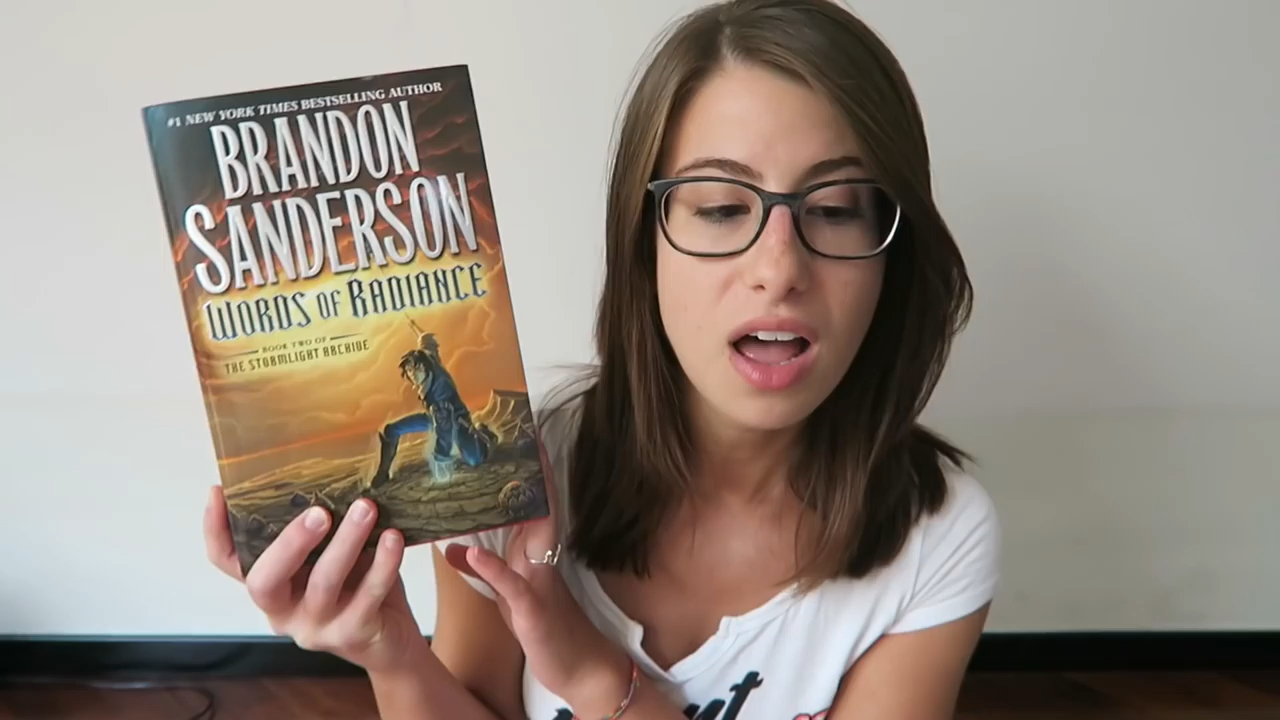 #1 NEW YORK TIMES BESTSELLING AUTHOR
BRANDON
SANDERSON
WORDS OF RADIANCE
BOOK TWO OF
THE STORMLIGHT ARCHIVE